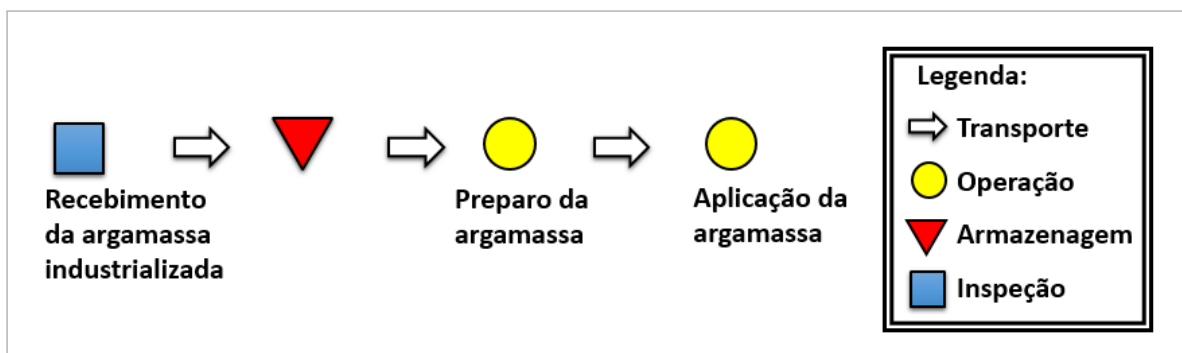 Recebimento
da argamassa
industrializada
Preparo da
argamassa
Aplicação da
argamassa
Legenda:
Transporte
Operação
Armazenagem
Inspeção